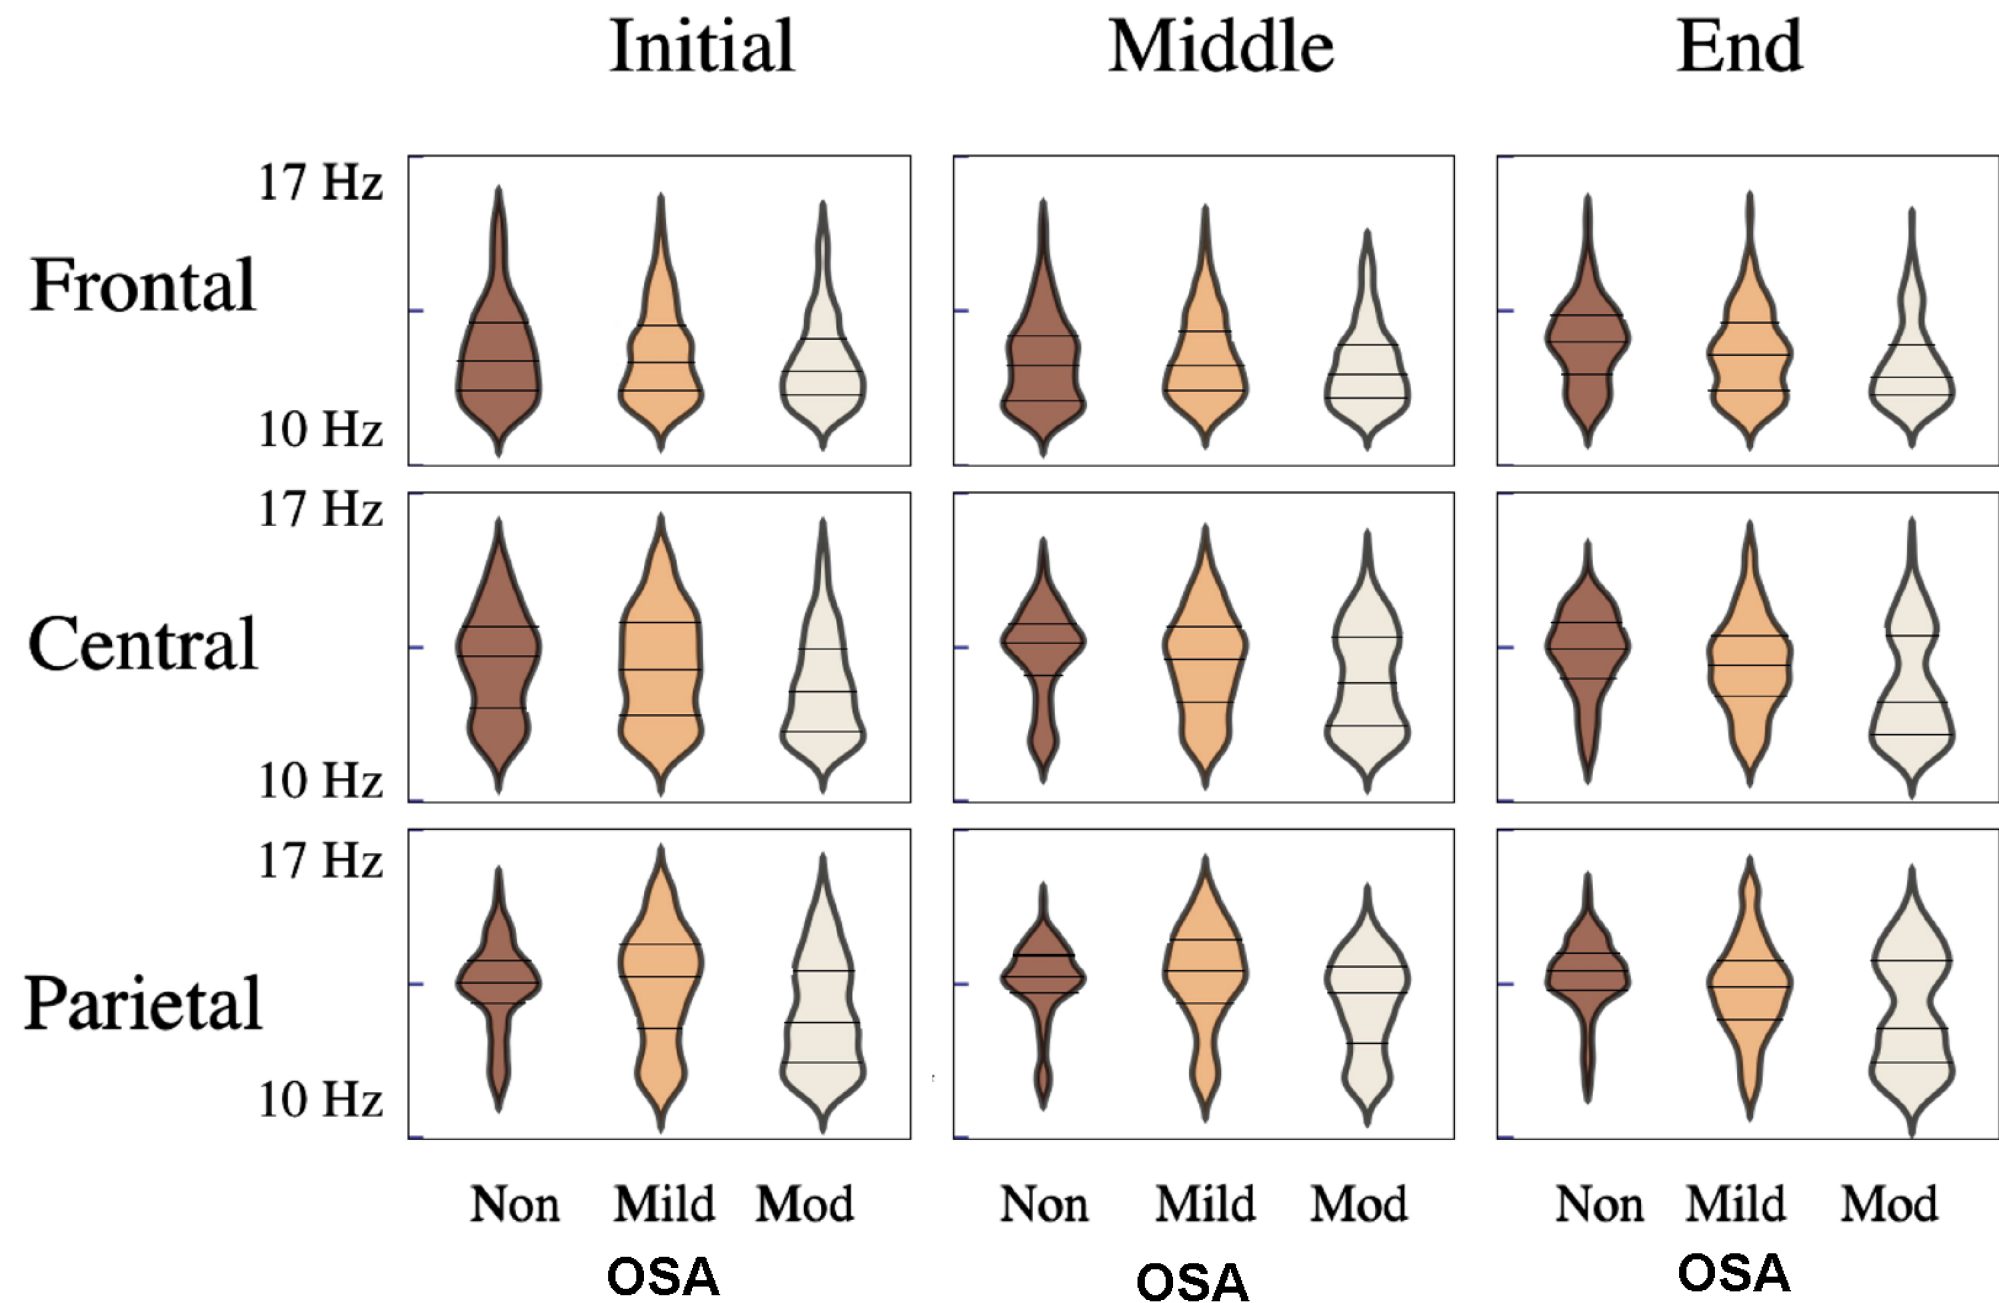 Initial Middle End
17 Hz
Frontal
10 Hz
17 Hz
Central
10 Hz
17 Hz
Parietal
10 Hz
Non Mild Mod Non Mild Mod Non Mild Mod
OSA OSA OSA